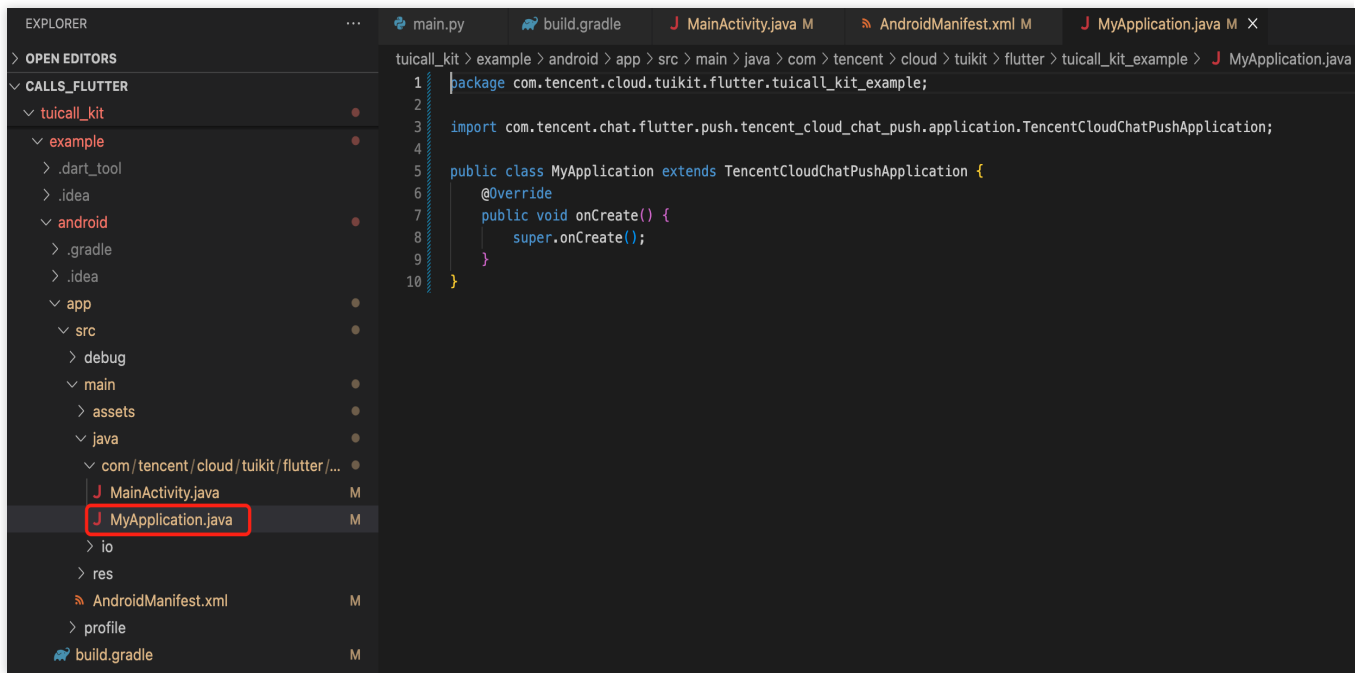 EXPLORER ···
OPEN EDITORS
CALLS_FLUTTER
tuicall_kit
example
.dart_tool
.idea
android
.gradle
.idea
app
src
debug
main
assets
java
com/tencent/cloud/tuikit/flutter/...
MainActivity.java M
MyApplication.java M
io
res
AndroidManifest.xml M
profile
build.gradle M
main.py build.gradle MainActivity.java M AndroidManifest.xml M MyApplication.java M
tuicall_kit > example > android > app > src > main > java > com > tencent > cloud > tuikit > flutter > tuicall_kit_example > MyApplication.java
1 package com.tencent.cloud.tuikit.flutter.tuicall_kit_example;
2
3 import com.tencent.chat.flutter.push.tencent_cloud_chat_push.application.TencentCloudChatPushApplication;
4
5 public class MyApplication extends TencentCloudChatPushApplication {
6 @Override
7 public void onCreate() {
8 super.onCreate();
9 }
10 }